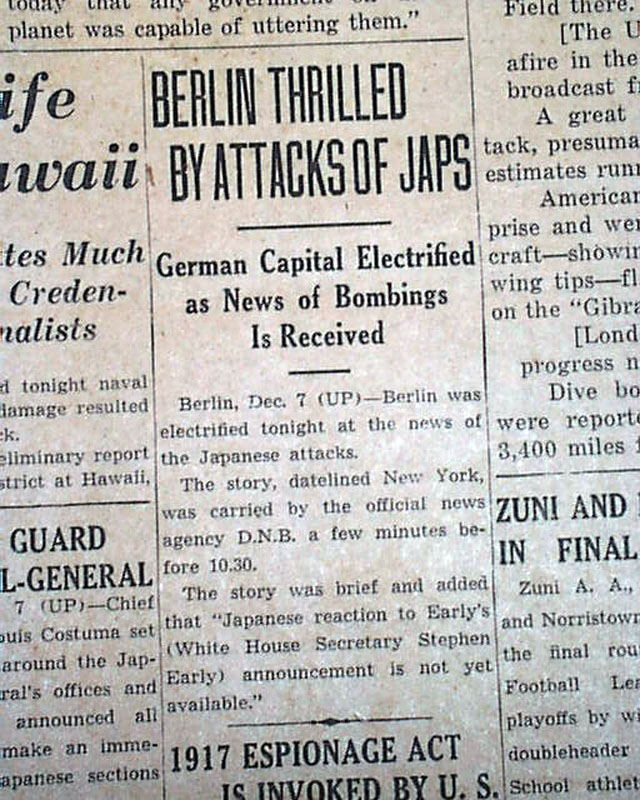 today that any government on
planet was capable of uttering them."
ife
waii
tes Much
Creden-
nalists
d tonight naval
damage resulted
ck.
eliminary report
strict at Hawaii,
GUARD
L-GENERAL
7 (UP)—Chief
ouis Costuma set
around the Jap-
ral's offices and
announced all
make an imme-
apanese sections
BERLIN THRILLED
BY ATTACKS OF JAPS
German Capital Electrified
as News of Bombings
Is Received
Berlin, Dec. 7 (UP)—Berlin was
electrified tonight at the news of
the Japanese attacks.
The story, datelined New York,
was carried by the official news
agency D.N.B. a few minutes be-
fore 10.30.
The story was brief and added
that "Japanese reaction to Early's
(White House Secretary Stephen
Early) announcement is not yet
available."
1917 ESPIONAGE ACT
IS INVOKED BY U. S.
Field there.
[The U
afire in the
broadcast f
A great
tack, presuma
estimates runn
American
prise and wer
craft—showin
wing tips—fl
on the "Gibra
[Lond
progress n
Dive bo
were reporte
3,400 miles f
ZUNI AND
IN FINAL
Zuni A. A.,
and Norristown
the final rou
Football Lea
playoffs by wi
doubleheader
School athlet